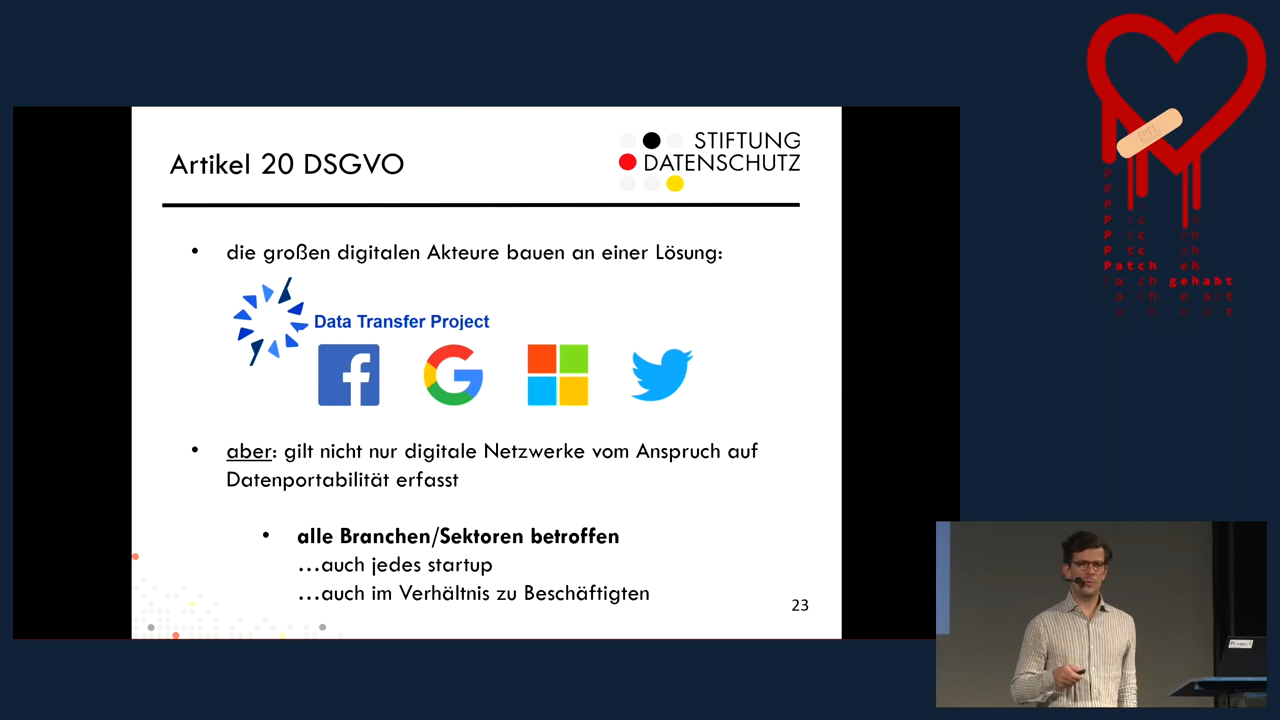 Artikel 20 DSGVO
STIFTUNG
DATENSCHUTZ
• die großen digitalen Akteure bauen an einer Lösung:
Data Transfer Project
• aber: gilt nicht nur digitale Netzwerke vom Anspruch auf
Datenportabilität erfasst
• alle Branchen/Sektoren betroffen
...auch jedes startup
...auch im Verhältnis zu Beschäftigten
23
Patch
gehabt